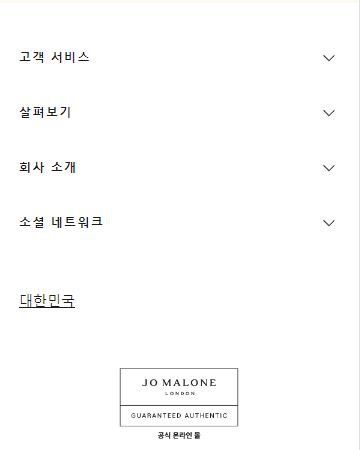 고객 서비스
살펴보기
회사 소개
소셜 네트워크
대한민국
JO MALONE
LONDON
GUARANTEED AUTHENTIC
공식 온라인 몰